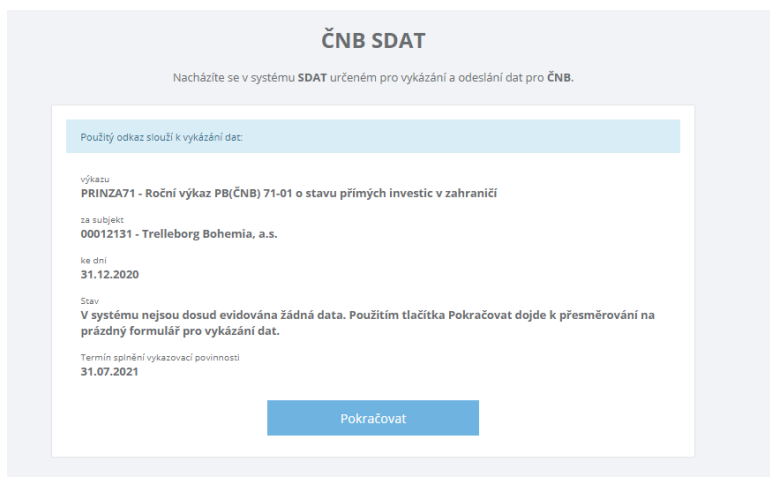 ČNB SDAT
Nacházíte se v systému SDAT určeném pro vykázání a odeslání dat pro ČNB.
Použitý odkaz slouží k vykázání dat:
výkazu
PRINZA71 - Roční výkaz PB(ČNB) 71-01 o stavu přímých investic v zahraničí
za subjekt
00012131 - Trelleborg Bohemia, a.s.
ke dni
31.12.2020
Stav
V systému nejsou dosud evidována žádná data. Použitím tlačítka Pokračovat dojde k přesměrování na
prázdný formulář pro vykázání dat.
Termín splnění vykazovací povinnosti
31.07.2021
Pokračovat